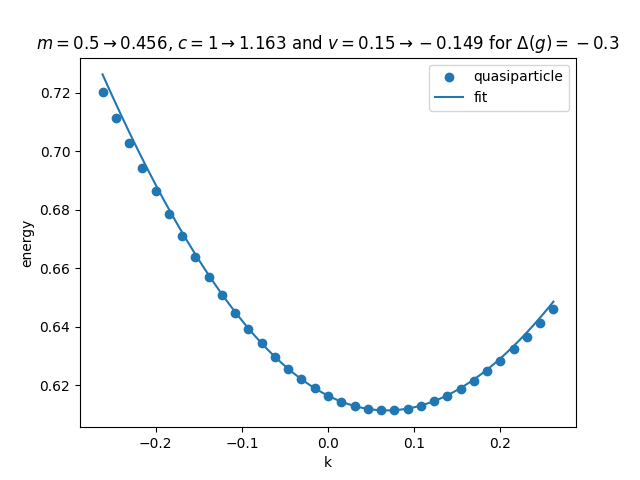 m = 0.5 → 0.456, c = 1 → 1.163 and v = 0.15 → −0.149 for Δ(g) = −0.3
quasiparticle
fit
energy
0.72
0.70
0.68
0.66
0.64
0.62
−0.2 −0.1 0.0 0.1 0.2
k